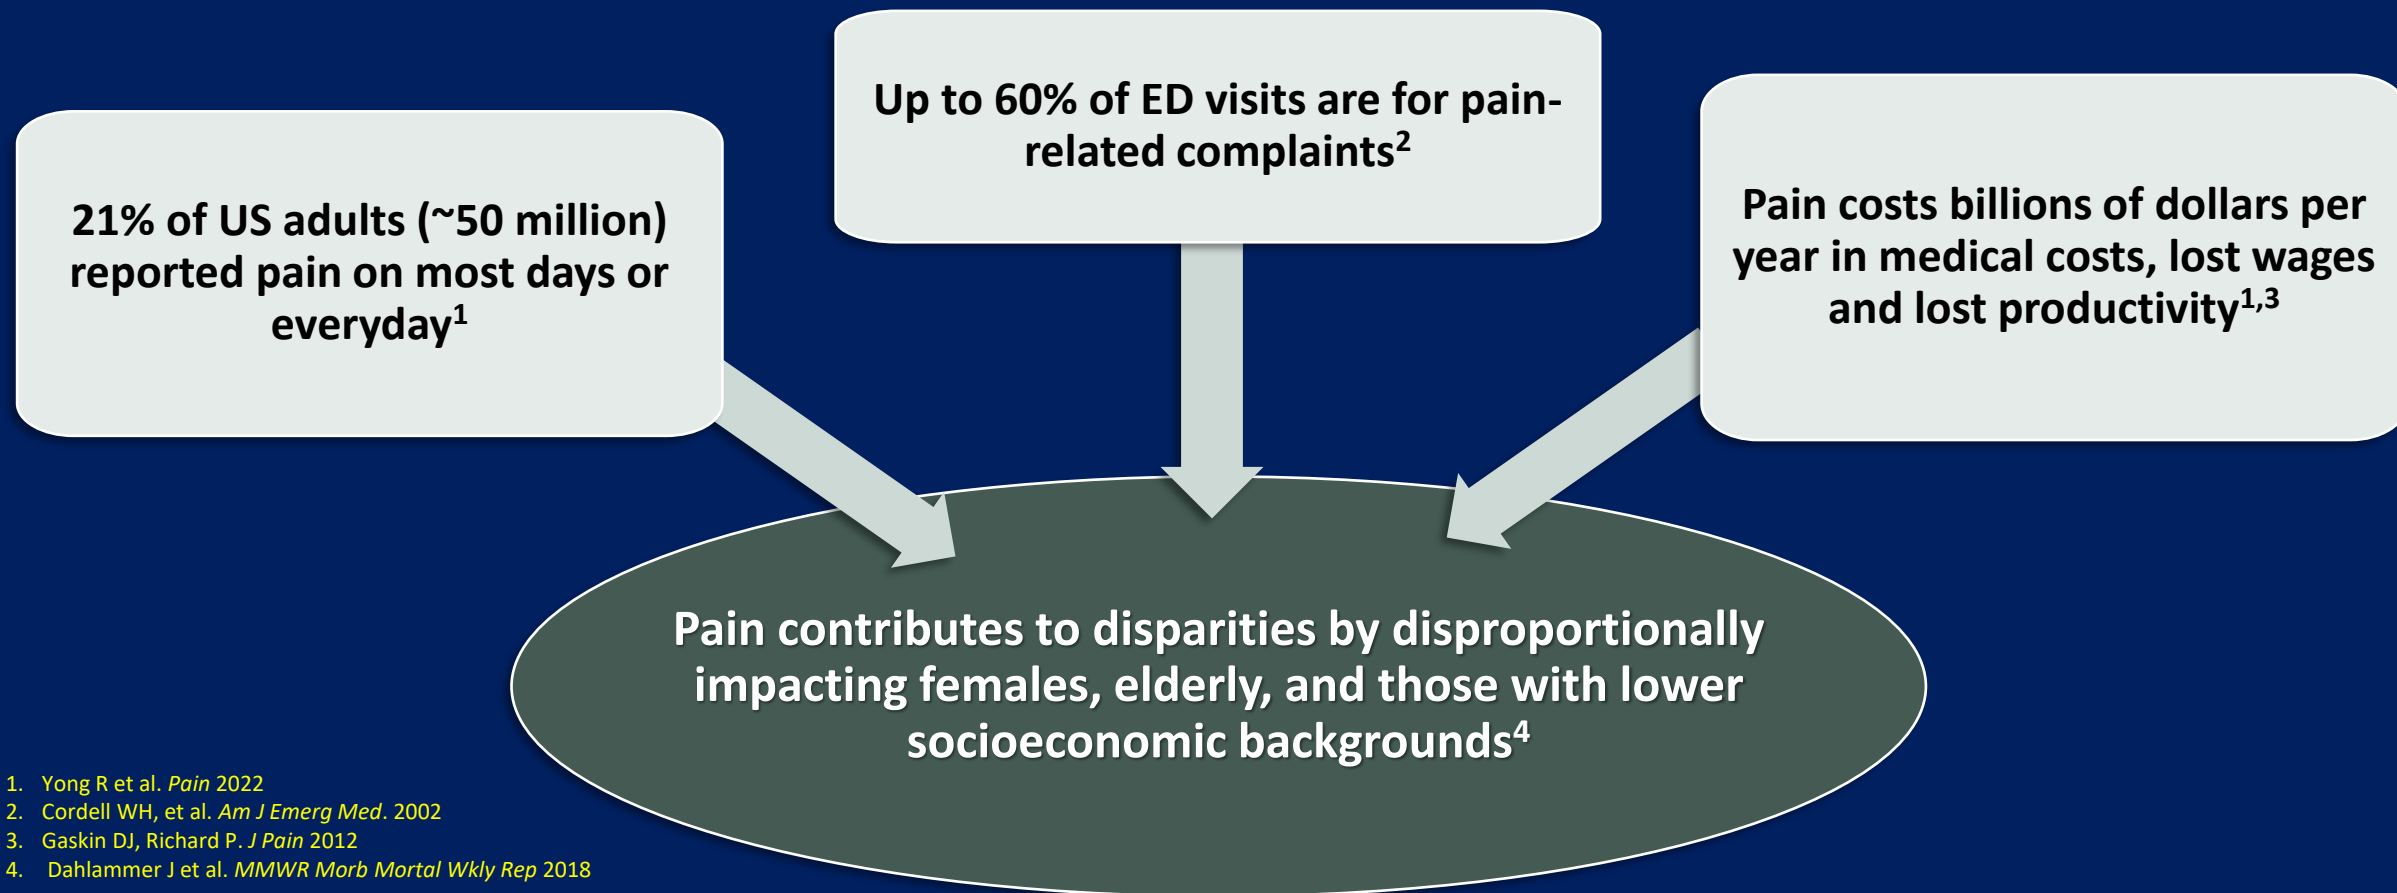 21% of US adults (~50 million)
reported pain on most days or
everyday1
Up to 60% of ED visits are for pain-
related complaints2
Pain costs billions of dollars per
year in medical costs, lost wages
and lost productivity1,3
Pain contributes to disparities by disproportionally
impacting females, elderly, and those with lower
socioeconomic backgrounds4
1. Yong R et al. Pain 2022
2. Cordell WH, et al. Am J Emerg Med. 2002
3. Gaskin DJ, Richard P. J Pain 2012
4. Dahlammer J et al. MMWR Morb Mortal Wkly Rep 2018